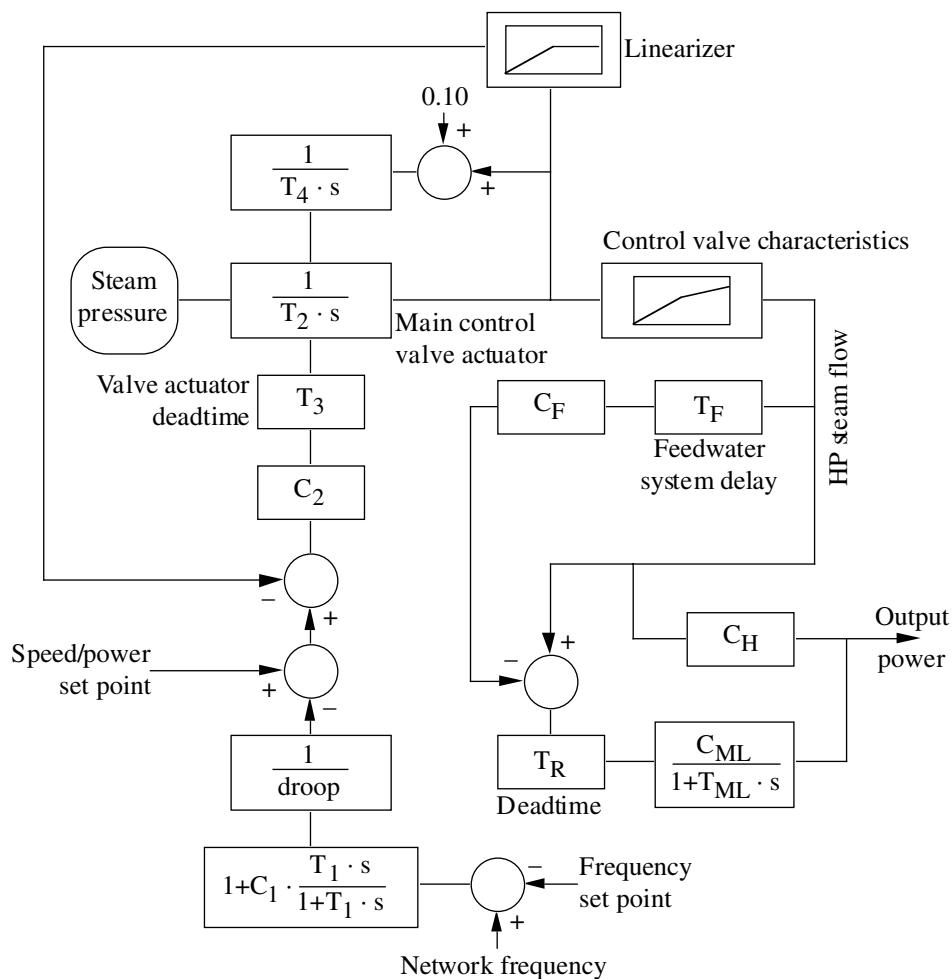 Linearizer
0.10
+
+
1
T4 · s
Control valve characteristics
Steam
pressure
1
T2 · s
Main control
valve actuator
Valve actuator
deadtime
T3
HP steam flow
CF
TF
Feedwater
system delay
C2
−
+
Speed/power
set point
+
−
CH
Output
power
+
−
1
droop
TR
Deadtime
CML
1+TML · s
1+C1 · T1 · s
1+T1 · s
−
Frequency
set point
+
Network frequency